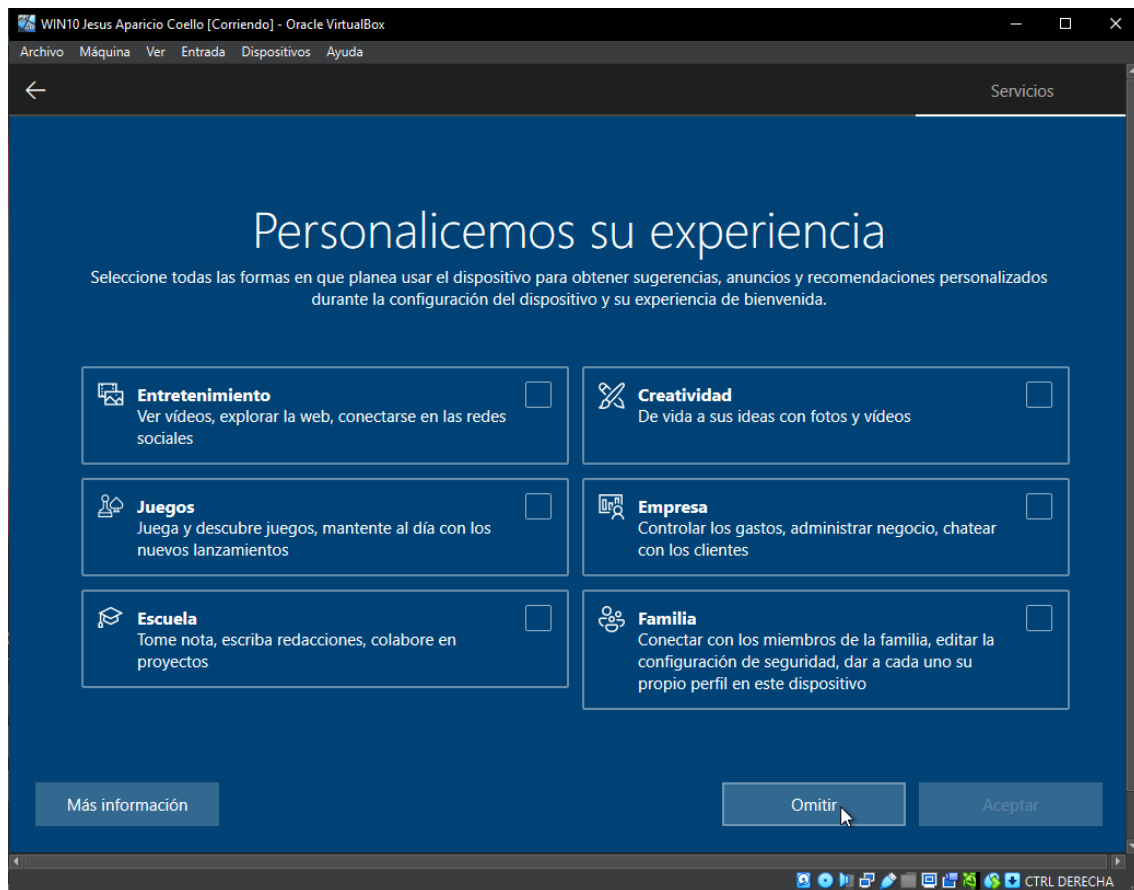 WIN10 Jesus Aparicio Coello [Corriendo] - Oracle VirtualBox
Archivo Máquina Ver Entrada Dispositivos Ayuda
Servicios
Personalicemos su experiencia
Seleccione todas las formas en que planea usar el dispositivo para obtener sugerencias, anuncios y recomendaciones personalizados
durante la configuración del dispositivo y su experiencia de bienvenida.
Entretenimiento
Ver vídeos, explorar la web, conectarse en las redes
sociales
Creatividad
De vida a sus ideas con fotos y vídeos
Juegos
Juega y descubre juegos, mantente al día con los
nuevos lanzamientos
Empresa
Controlar los gastos, administrar negocio, chatear
con los clientes
Escuela
Tome nota, escriba redacciones, colabore en
proyectos
Familia
Conectar con los miembros de la familia, editar la
configuración de seguridad, dar a cada uno su
propio perfil en este dispositivo
Más información
Omitir
Aceptar
CTRL DERECHA